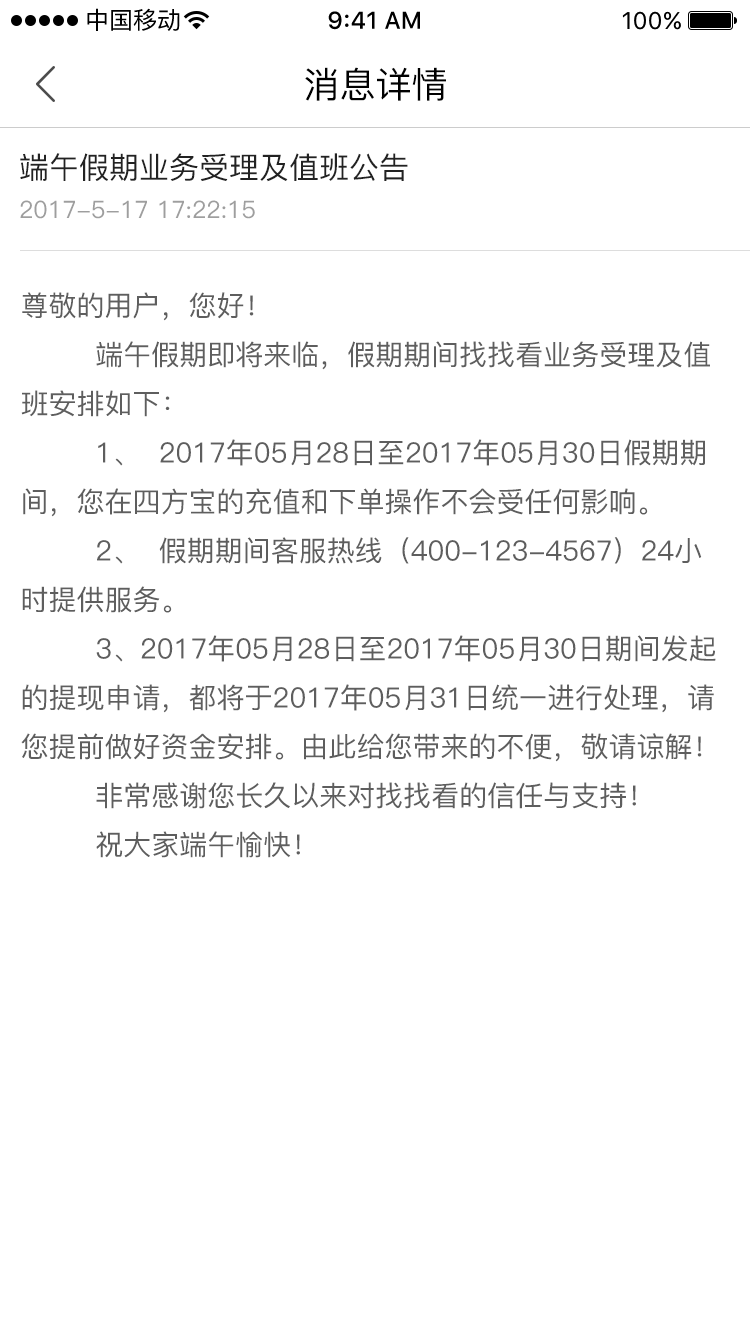 中国移动 9:41 AM 100%
消息详情
端午假期业务受理及值班公告
2017-5-17 17:22:15
尊敬的用户，您好！
端午假期即将来临，假期期间找找看业务受理及值
班安排如下：
1、 2017年05月28日至2017年05月30日假期期
间，您在四方宝的充值和下单操作不会受任何影响。
2、 假期期间客服热线（400-123-4567）24小
时提供服务。
3、2017年05月28日至2017年05月30日期间发起
的提现申请，都将于2017年05月31日统一进行处理，请
您提前做好资金安排。由此给您带来的不便，敬请谅解！
非常感谢您长久以来对找找看的信任与支持！
祝大家端午愉快！